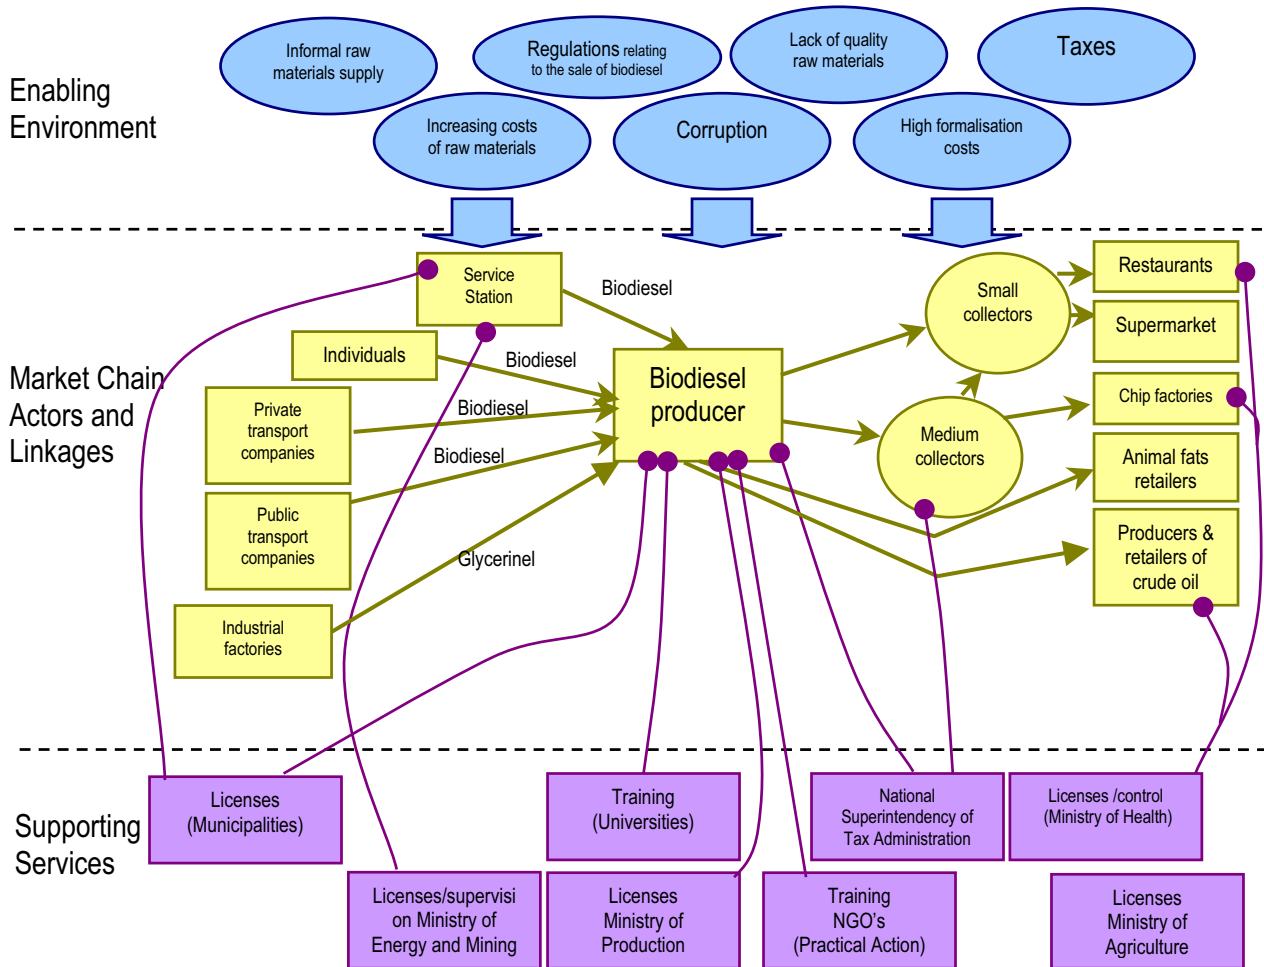 Informal raw
materials supply
Regulations relating
to the sale of biodiesel
Lack of quality
raw materials
Taxes
Enabling
Environment
Increasing costs
of raw materials
Corruption
High formalisation
costs
Service
Station
Biodiesel
Small
collectors
Restaurants
Supermarket
Individuals
Biodiesel
Market Chain
Actors and
Linkages
Biodiesel
producer
Private
transport
companies
Biodiesel
Chip factories
Medium
collectors
Biodiesel
Animal fats
retailers
Public
transport
companies
Glycerinel
Producers &
retailers of
crude oil
Industrial
factories
Supporting
Services
Licenses
(Municipalities)
Training
(Universities)
National
Superintendency of
Tax Administration
Licenses /control
(Ministry of Health)
Licenses/supervisi
on Ministry of
Energy and Mining
Licenses
Ministry of
Production
Training
NGO's
(Practical Action)
Licenses
Ministry of
Agriculture